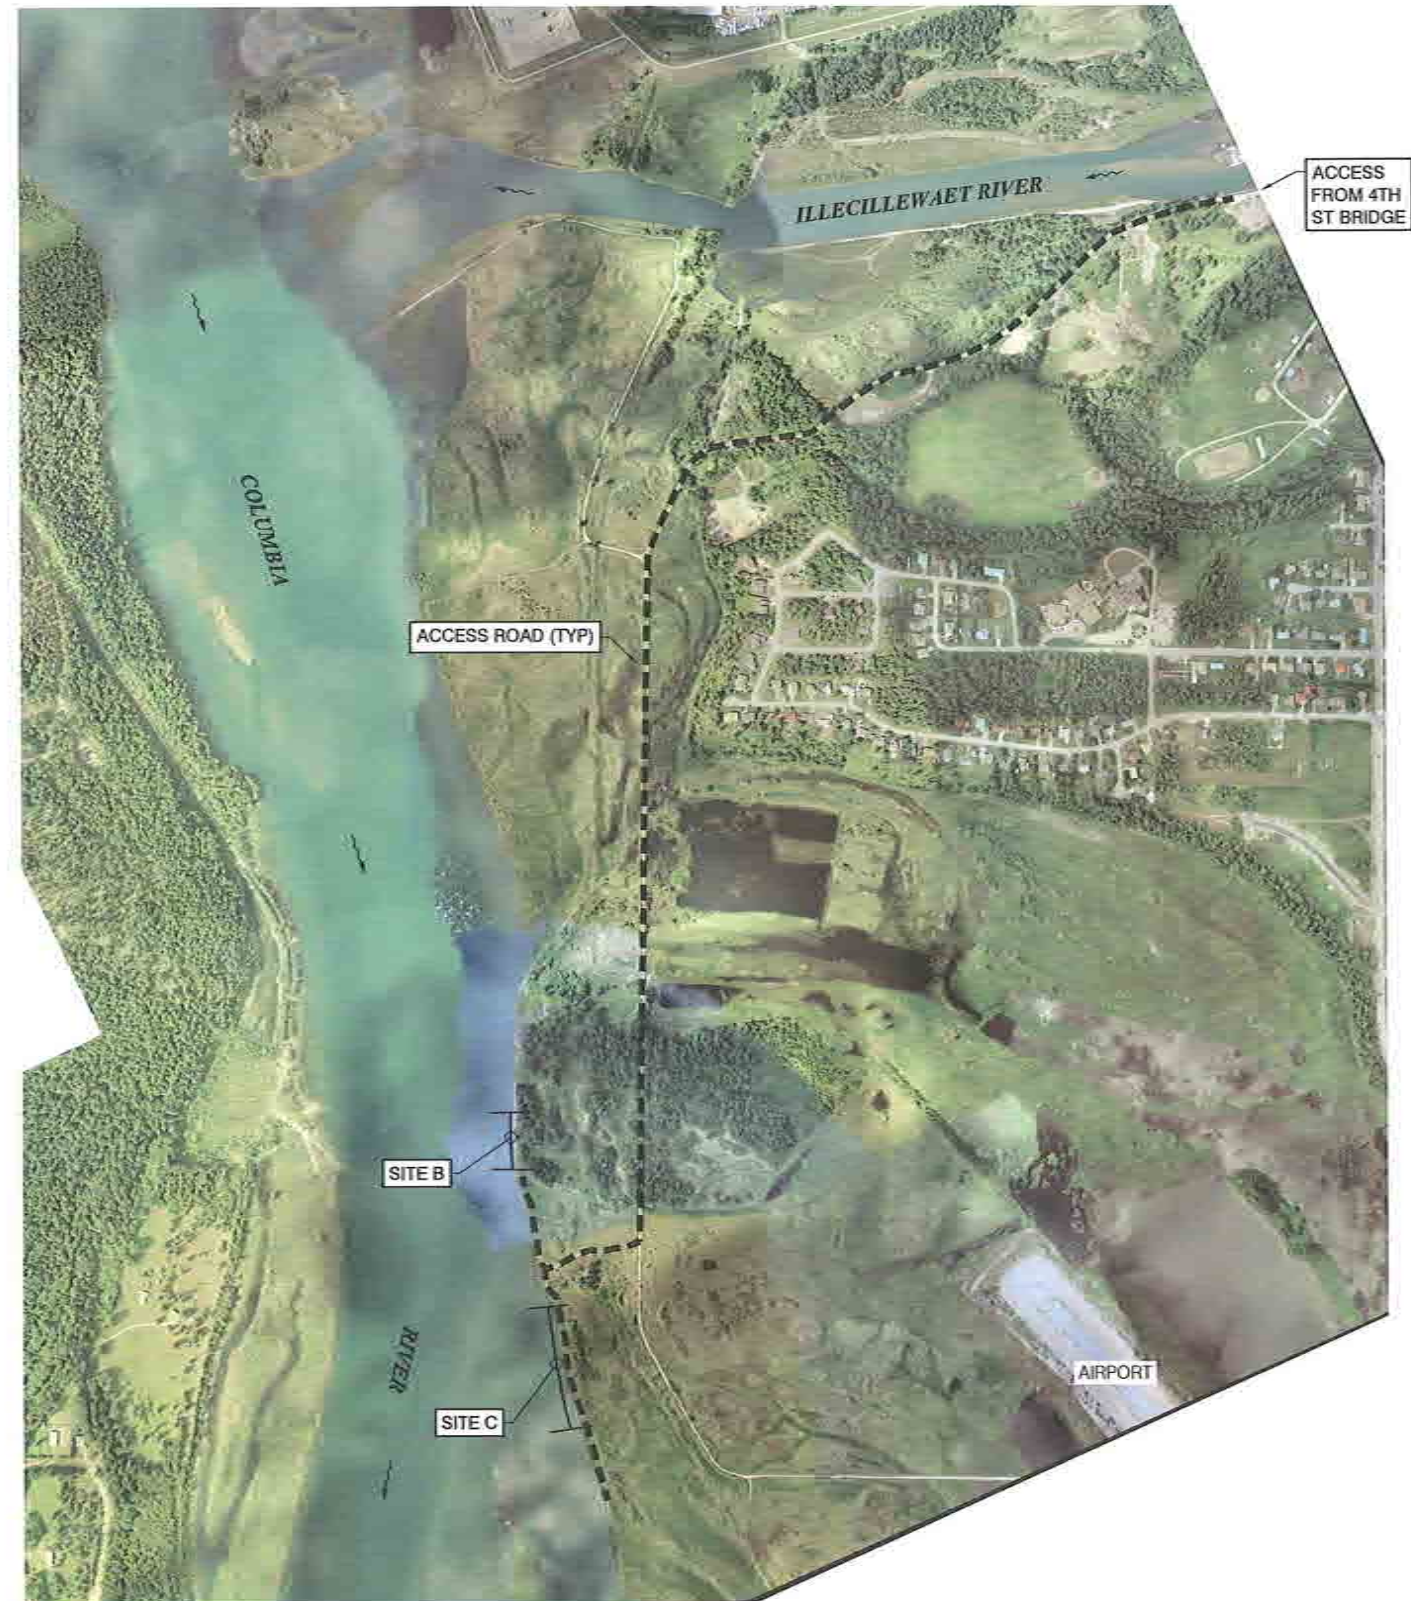 ILLECILLEWAET RIVER
ACCESS
FROM 4TH
ST BRIDGE
COLUMBIA
ACCESS ROAD (TYP)
SITE B
RIVER
AIRPORT
SITE C